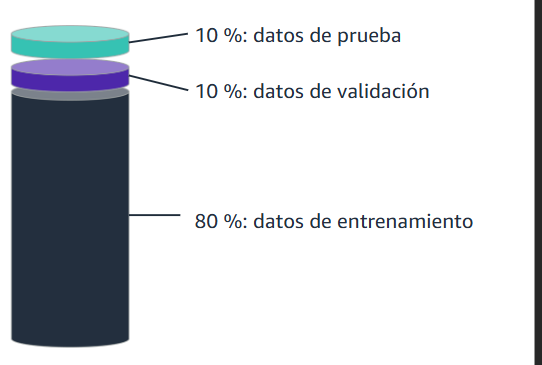 10 %: datos de prueba
10 %: datos de validación
80 %: datos de entrenamiento